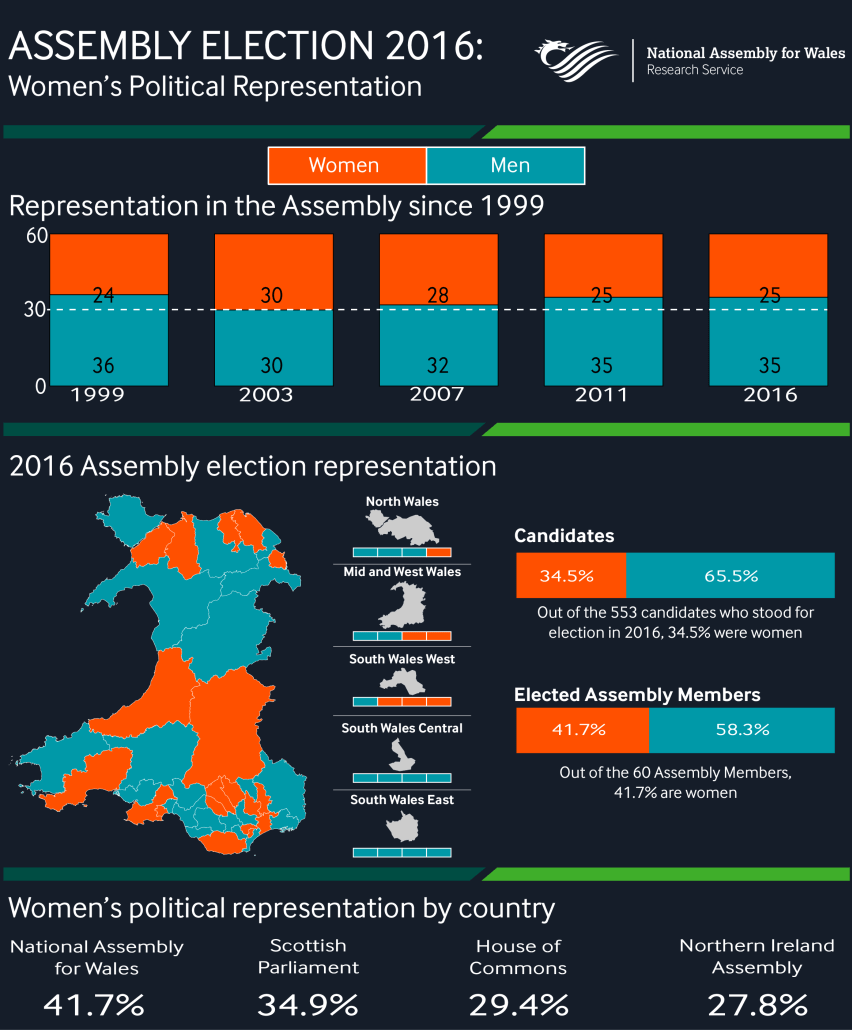 ASSEMBLY ELECTION 2016:
Women's Political Representation
National Assembly for Wales
Research Service
Women
Men
Representation in the Assembly since 1999
60
30
0
24
30
28
25
25
36
30
32
35
35
1999
2003
2007
2011
2016
2016 Assembly election representation
North Wales
Mid and West Wales
South Wales West
South Wales Central
South Wales East
Candidates
34.5%
65.5%
Out of the 553 candidates who stood for
election in 2016, 34.5% were women
Elected Assembly Members
41.7%
58.3%
Out of the 60 Assembly Members,
41.7% are women
Women's political representation by country
National Assembly
for Wales
41.7%
Scottish
Parliament
34.9%
House of
Commons
29.4%
Northern Ireland
Assembly
27.8%